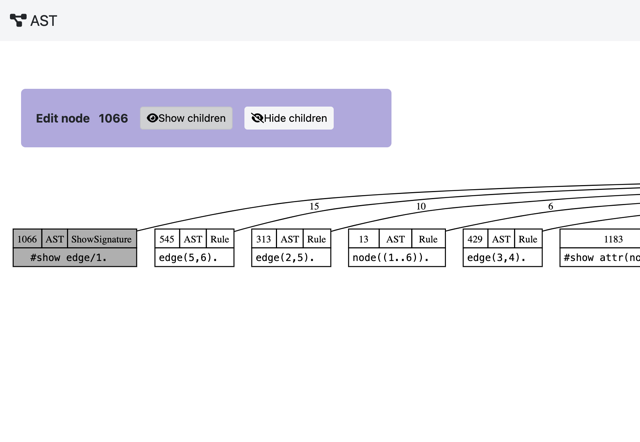 AST
Edit node 1066 Show children Hide children
15 10 6
1066 AST ShowSignature 545 AST Rule 313 AST Rule 13 AST Rule 429 AST Rule 1183
#show edge/1. edge(5,6). edge(2,5). node((1..6)). edge(3,4). #show attr(no